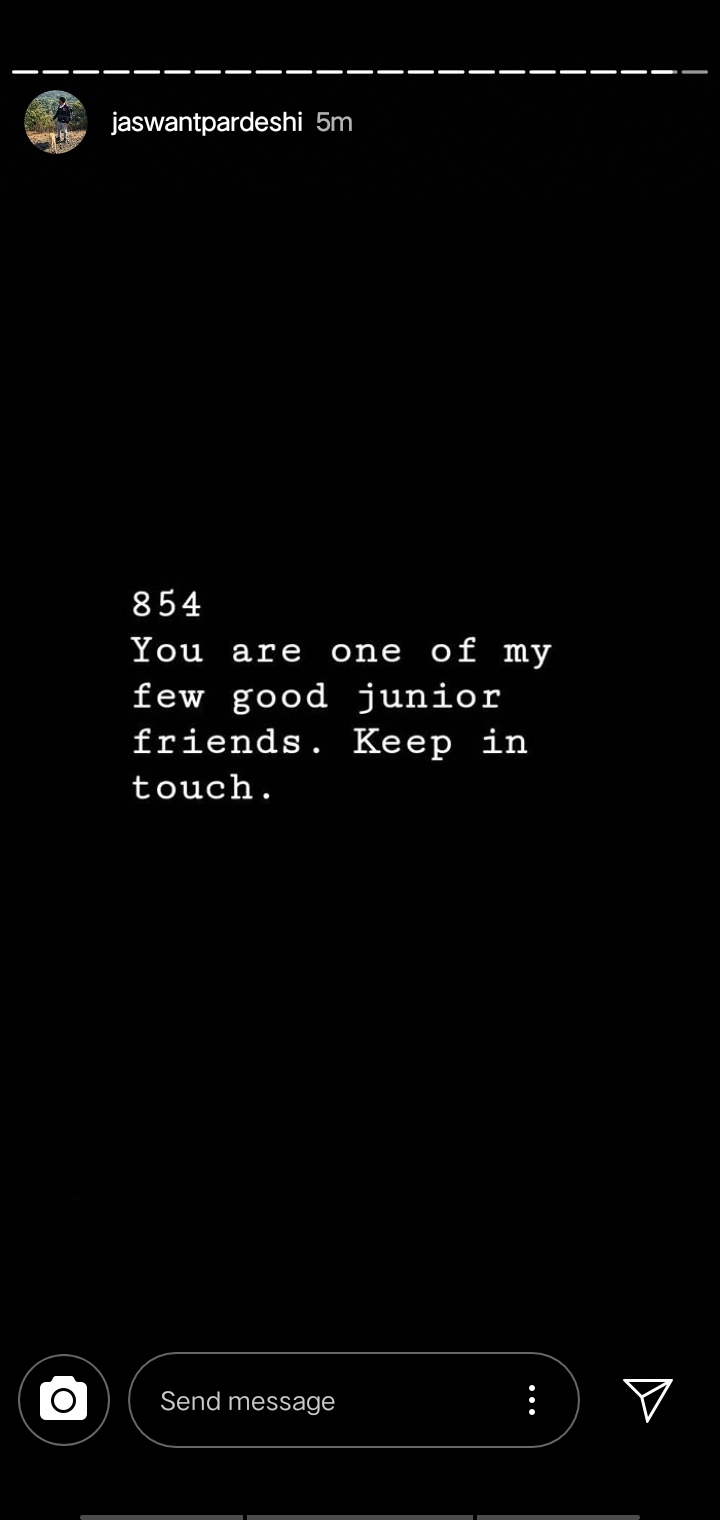 jaswantpardeshi 5m
854
You are one of my
few good junior
friends. Keep in
touch.
Send message